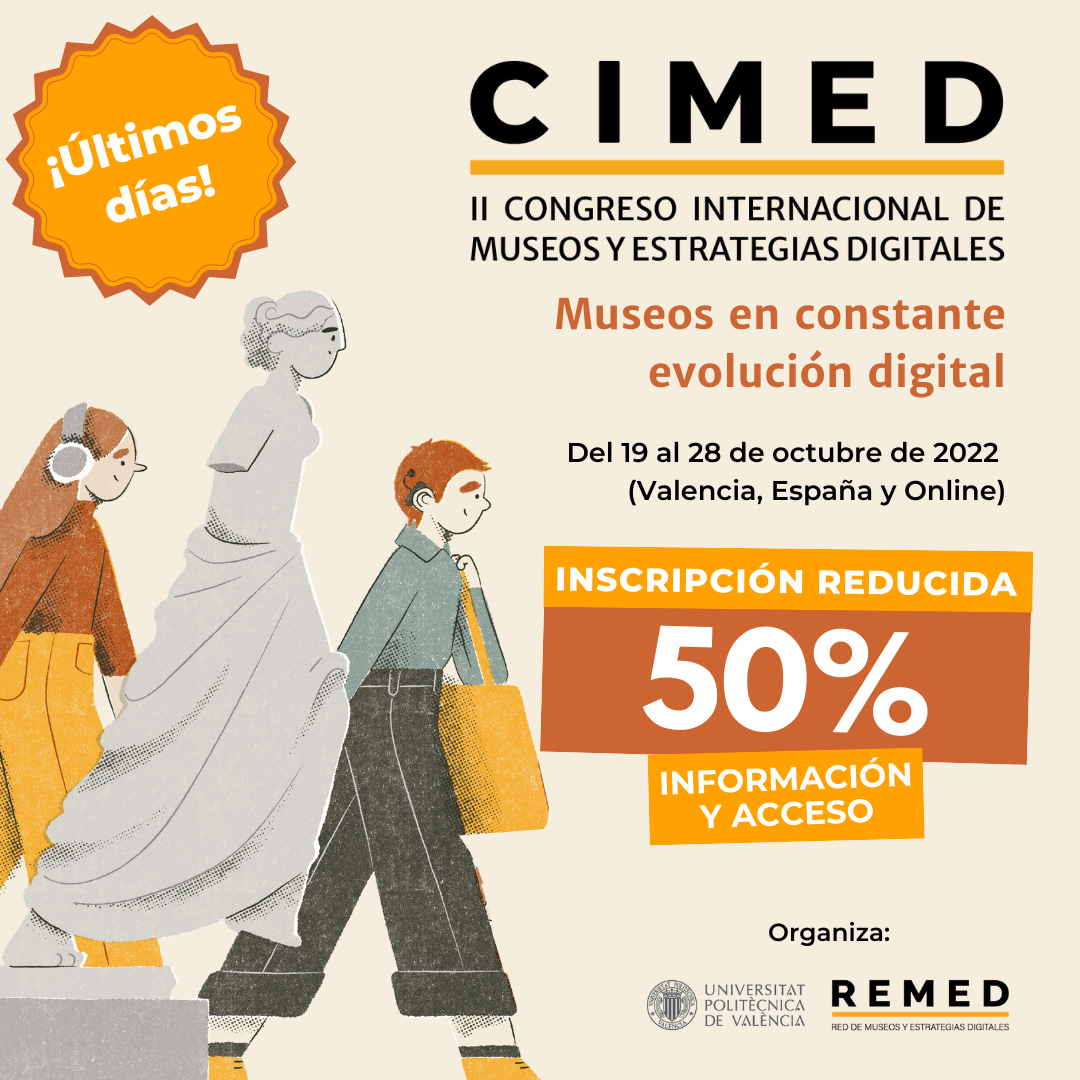 ¡Últimos
días!
CIMED
II CONGRESO INTERNACIONAL DE
MUSEOS Y ESTRATEGIAS DIGITALES
Museos en constante
evolución digital
Del 19 al 28 de octubre de 2022
(Valencia, España y Online)
INSCRIPCIÓN REDUCIDA
50%
INFORMACIÓN
Y ACCESO
Organiza:
UNIVERSITAT
POLITÈCNICA
DE VALÈNCIA
REMED
RED DE MUSEOS Y ESTRATEGIAS DIGITALES